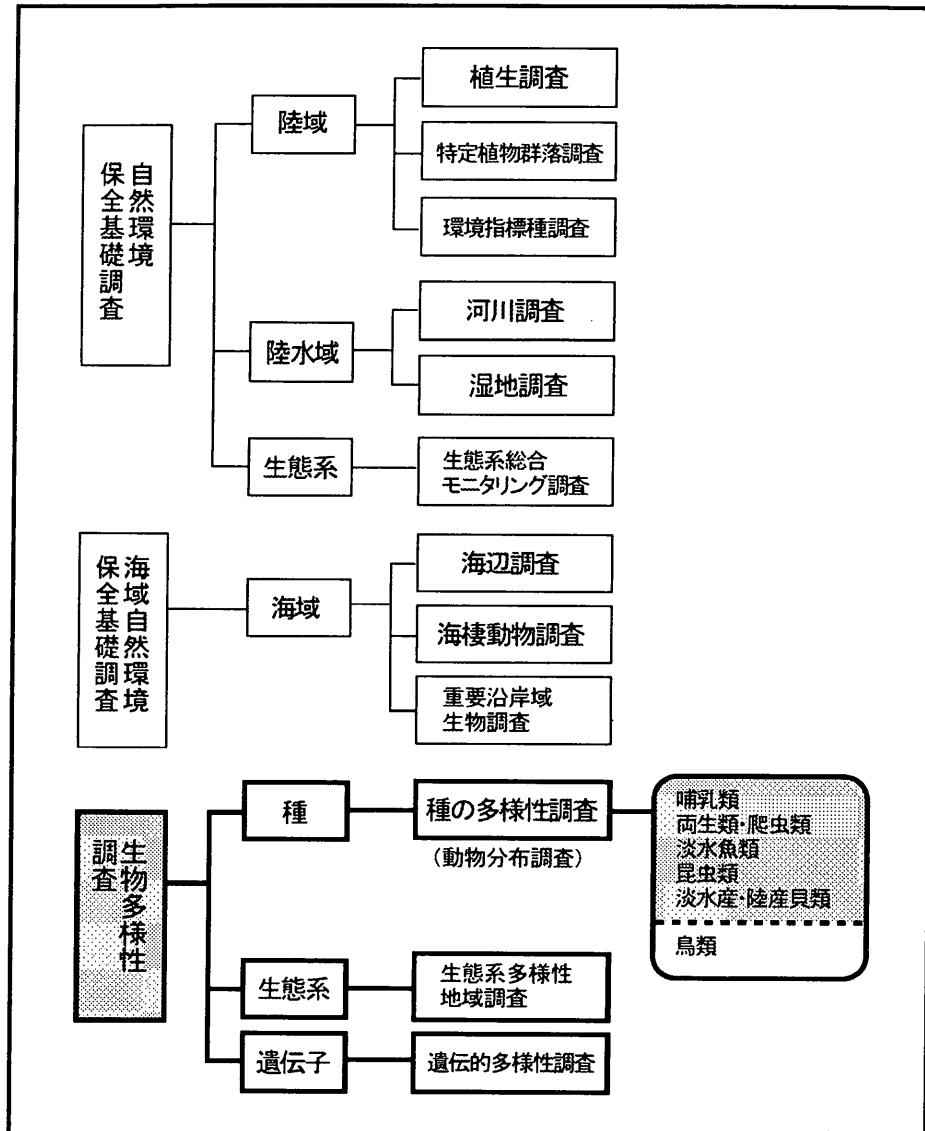 自然環境
保全基礎調査
陸域
植生調査
特定植物群落調査
環境指標種調査
陸水域
河川調査
湿地調査
生態系
生態系総合
モニタリング調査
海域自然環境
保全基礎調査
海域
海辺調査
海棲動物調査
重要沿岸域
生物調査
生物多様性
調査
種
種の多様性調査
(動物分布調査)
哺乳類
両生類・爬虫類
淡水魚類
昆虫類
淡水産・陸産貝類
鳥類
生態系
生態系多様性
地域調査
遺伝子
遺伝的多様性調査